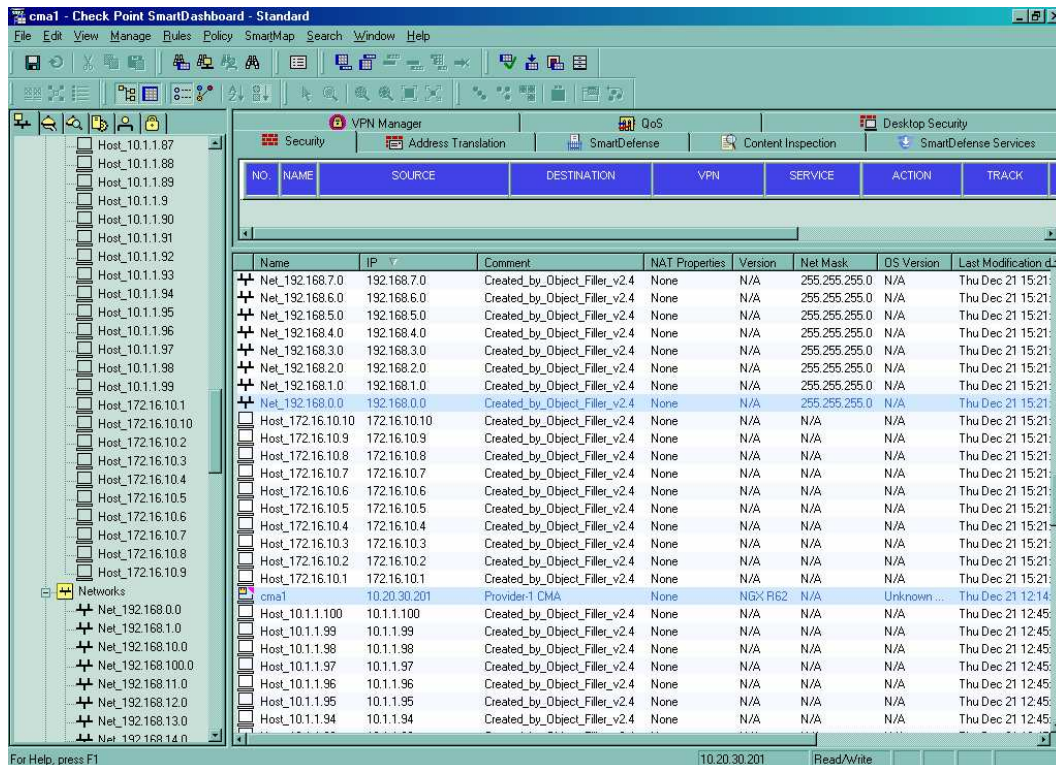 cma1 - Check Point SmartDashboard - Standard
File Edit View Manage Rules Policy SmartMap Search Window Help
VPN Manager QoS Desktop Security
Security Address Translation SmartDefense Content Inspection SmartDefense Services
NO. NAME SOURCE DESTINATION VPN SERVICE ACTION TRACK
Host_10.1.1.87
Host_10.1.1.88
Host_10.1.1.89
Host_10.1.1.9
Host_10.1.1.90
Host_10.1.1.91
Host_10.1.1.92
Host_10.1.1.93
Host_10.1.1.94
Host_10.1.1.95
Host_10.1.1.96
Host_10.1.1.97
Host_10.1.1.98
Host_10.1.1.99
Host_172.16.10.1
Host_172.16.10.10
Host_172.16.10.2
Host_172.16.10.3
Host_172.16.10.4
Host_172.16.10.5
Host_172.16.10.6
Host_172.16.10.7
Host_172.16.10.8
Host_172.16.10.9
Networks
Net_192.168.0.0
Net_192.168.1.0
Net_192.168.10.0
Net_192.168.100.0
Net_192.168.11.0
Net_192.168.12.0
Net_192.168.13.0
Net_192.168.14.0
Name IP Comment NAT Properties Version Net Mask OS Version Last Modification d
Net_192.168.7.0 192.168.7.0 Created_by_Object_Filler_v2.4 None N/A 255.255.255.0 N/A Thu Dec 21 15:21:
Net_192.168.6.0 192.168.6.0 Created_by_Object_Filler_v2.4 None N/A 255.255.255.0 N/A Thu Dec 21 15:21:
Net_192.168.5.0 192.168.5.0 Created_by_Object_Filler_v2.4 None N/A 255.255.255.0 N/A Thu Dec 21 15:21:
Net_192.168.4.0 192.168.4.0 Created_by_Object_Filler_v2.4 None N/A 255.255.255.0 N/A Thu Dec 21 15:21:
Net_192.168.3.0 192.168.3.0 Created_by_Object_Filler_v2.4 None N/A 255.255.255.0 N/A Thu Dec 21 15:21:
Net_192.168.2.0 192.168.2.0 Created_by_Object_Filler_v2.4 None N/A 255.255.255.0 N/A Thu Dec 21 15:21:
Net_192.168.1.0 192.168.1.0 Created_by_Object_Filler_v2.4 None N/A 255.255.255.0 N/A Thu Dec 21 15:21:
Net_192.168.0.0 192.168.0.0 Created_by_Object_Filler_v2.4 None N/A 255.255.255.0 N/A Thu Dec 21 15:21:
Host_172.16.10.10 172.16.10.10 Created_by_Object_Filler_v2.4 None N/A N/A N/A Thu Dec 21 15:21:
Host_172.16.10.9 172.16.10.9 Created_by_Object_Filler_v2.4 None N/A N/A N/A Thu Dec 21 15:21:
Host_172.16.10.8 172.16.10.8 Created_by_Object_Filler_v2.4 None N/A N/A N/A Thu Dec 21 15:21:
Host_172.16.10.7 172.16.10.7 Created_by_Object_Filler_v2.4 None N/A N/A N/A Thu Dec 21 15:21:
Host_172.16.10.6 172.16.10.6 Created_by_Object_Filler_v2.4 None N/A N/A N/A Thu Dec 21 15:21:
Host_172.16.10.5 172.16.10.5 Created_by_Object_Filler_v2.4 None N/A N/A N/A Thu Dec 21 15:21:
Host_172.16.10.4 172.16.10.4 Created_by_Object_Filler_v2.4 None N/A N/A N/A Thu Dec 21 15:21:
Host_172.16.10.3 172.16.10.3 Created_by_Object_Filler_v2.4 None N/A N/A N/A Thu Dec 21 15:21:
Host_172.16.10.2 172.16.10.2 Created_by_Object_Filler_v2.4 None N/A N/A N/A Thu Dec 21 15:21:
Host_172.16.10.1 172.16.10.1 Created_by_Object_Filler_v2.4 None N/A N/A N/A Thu Dec 21 15:21:
cma1 10.20.30.201 Provider-1 CMA None NGX R62 N/A Unknown ... Thu Dec 21 12:14:
Host_10.1.1.100 10.1.1.100 Created_by_Object_Filler_v2.4 None N/A N/A N/A Thu Dec 21 12:45:
Host_10.1.1.99 10.1.1.99 Created_by_Object_Filler_v2.4 None N/A N/A N/A Thu Dec 21 12:45:
Host_10.1.1.98 10.1.1.98 Created_by_Object_Filler_v2.4 None N/A N/A N/A Thu Dec 21 12:45:
Host_10.1.1.97 10.1.1.97 Created_by_Object_Filler_v2.4 None N/A N/A N/A Thu Dec 21 12:45:
Host_10.1.1.96 10.1.1.96 Created_by_Object_Filler_v2.4 None N/A N/A N/A Thu Dec 21 12:45:
Host_10.1.1.95 10.1.1.95 Created_by_Object_Filler_v2.4 None N/A N/A N/A Thu Dec 21 12:45:
Host_10.1.1.94 10.1.1.94 Created_by_Object_Filler_v2.4 None N/A N/A N/A Thu Dec 21 12:45:
For Help, press F1 10.20.30.201 Read/Write